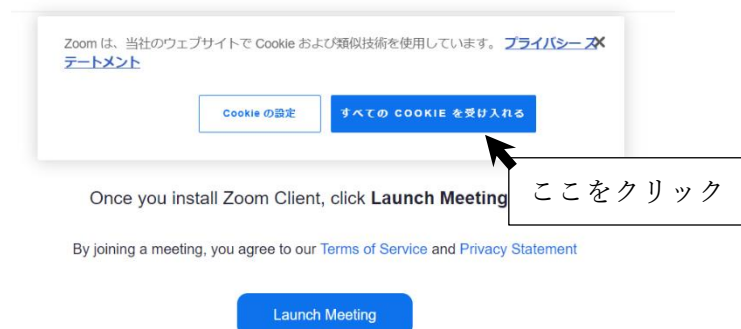 Zoom は、当社のウェブサイトで Cookie および類似技術を使用しています。 プライバシー ス
テートメント
Cookie の設定
すべての COOKIE を受け入れる
ここをクリック
Once you install Zoom Client, click Launch Meeting
By joining a meeting, you agree to our Terms of Service and Privacy Statement
Launch Meeting